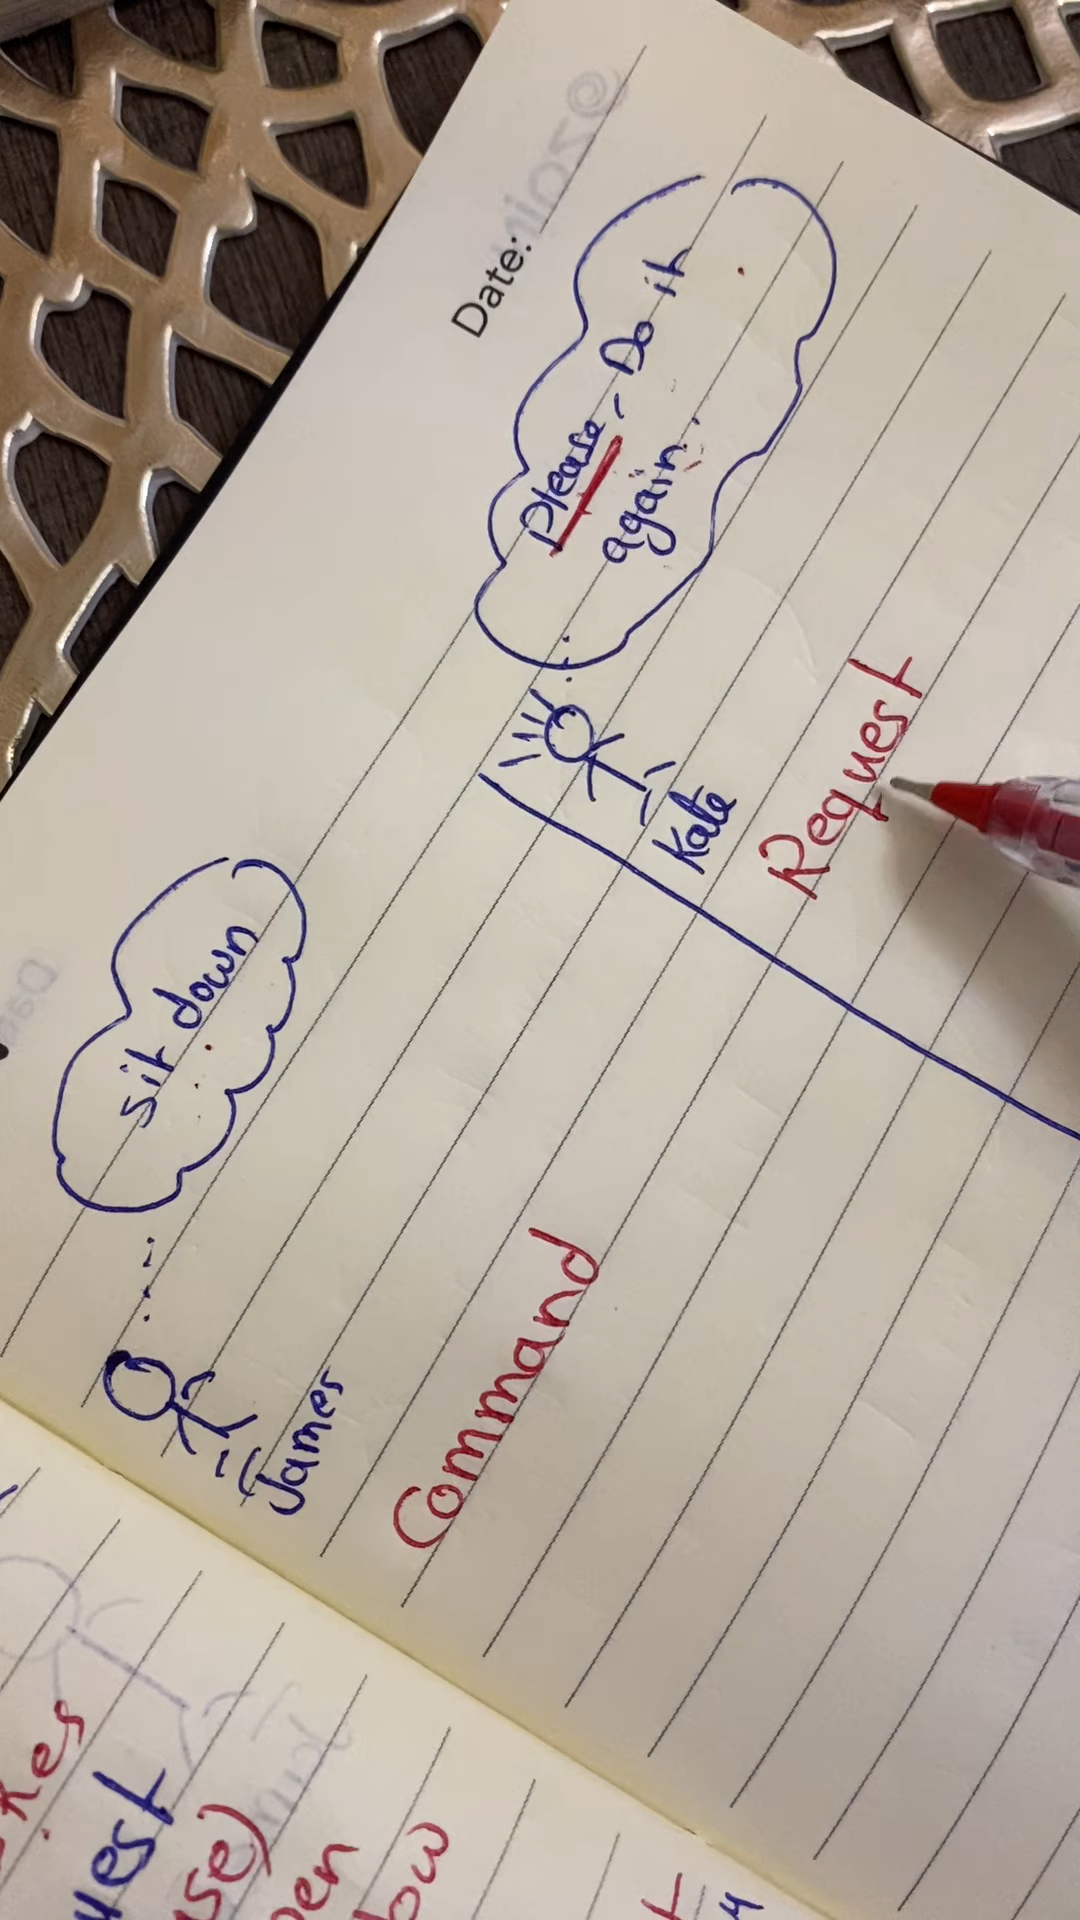 Date:
sit down
James
Command
Please, Do it
again.
Kate
Request